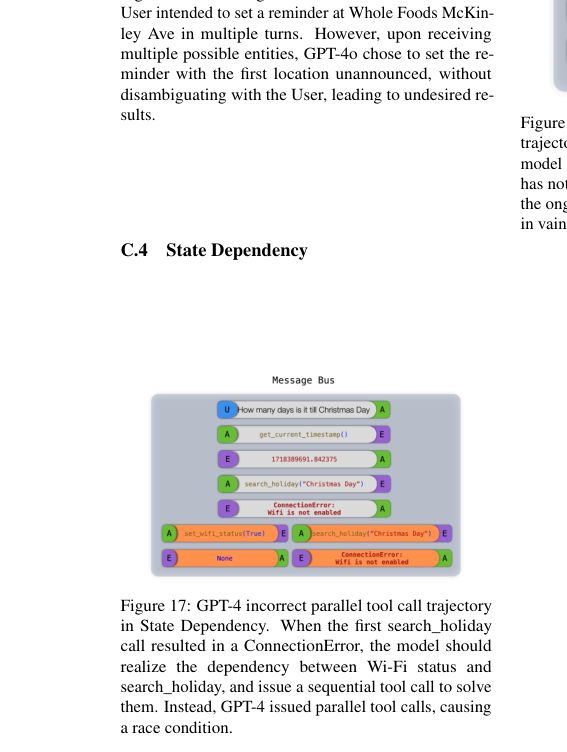 User intended to set a reminder at Whole Foods McKin-
ley Ave in multiple turns. However, upon receiving
multiple possible entities, GPT-4o chose to set the re-
minder with the first location unannounced, without
disambiguating with the User, leading to undesired re-
sults.
C.4 State Dependency
Message Bus
U How many days is it till Christmas Day A
A get_current_timestamp() E
E 1718309691.842375 A
A search_holiday("Christmas Day") E
E ConnectionError:
Wifi is not enabled A
A set_wifi_status(True) E A search_holiday("Christmas Day") E
E None A E ConnectionError:
Wifi is not enabled A
Figure 17: GPT-4 incorrect parallel tool call trajectory
in State Dependency. When the first search_holiday
call resulted in a ConnectionError, the model should
realize the dependency between Wi-Fi status and
search_holiday, and issue a sequential tool call to solve
them. Instead, GPT-4 issued parallel tool calls, causing
a race condition.
Figure
trajecto
model
has not
the ong
in vain